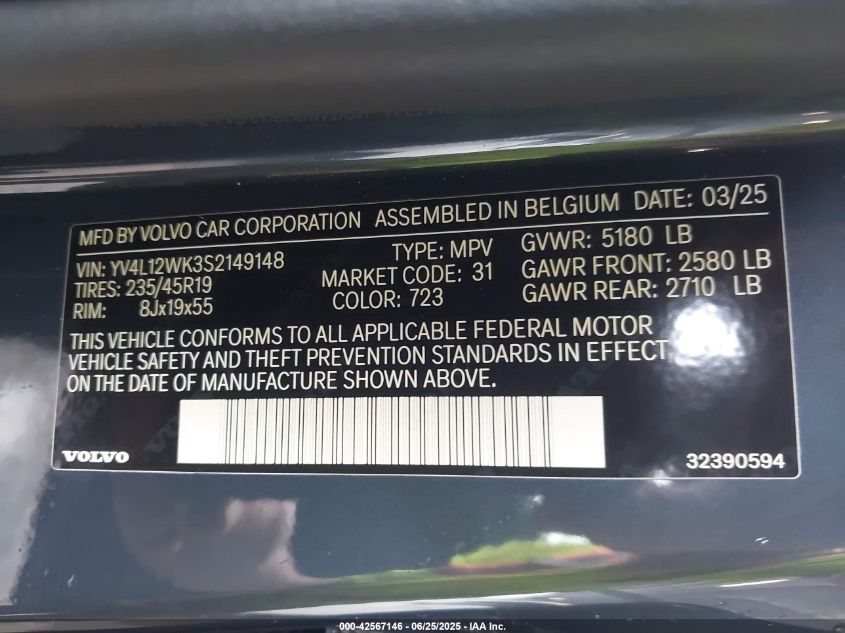 MFD BY VOLVO CAR CORPORATION ASSEMBLED IN BELGIUM DATE: 03/25
VIN: YV4L12WK3S2149148 TYPE: MPV GVWR: 5180 LB
TIRES: 235/45R19 MARKET CODE: 31 GAWR FRONT: 2580 LB
RIM: 8Jx19x55 COLOR: 723 GAWR REAR: 2710 LB
THIS VEHICLE CONFORMS TO ALL APPLICABLE FEDERAL MOTOR
VEHICLE SAFETY AND THEFT PREVENTION STANDARDS IN EFFECT
ON THE DATE OF MANUFACTURE SHOWN ABOVE.
VOLVO 32390594
000-42567146 - 06/25/2025 - IAA Inc.